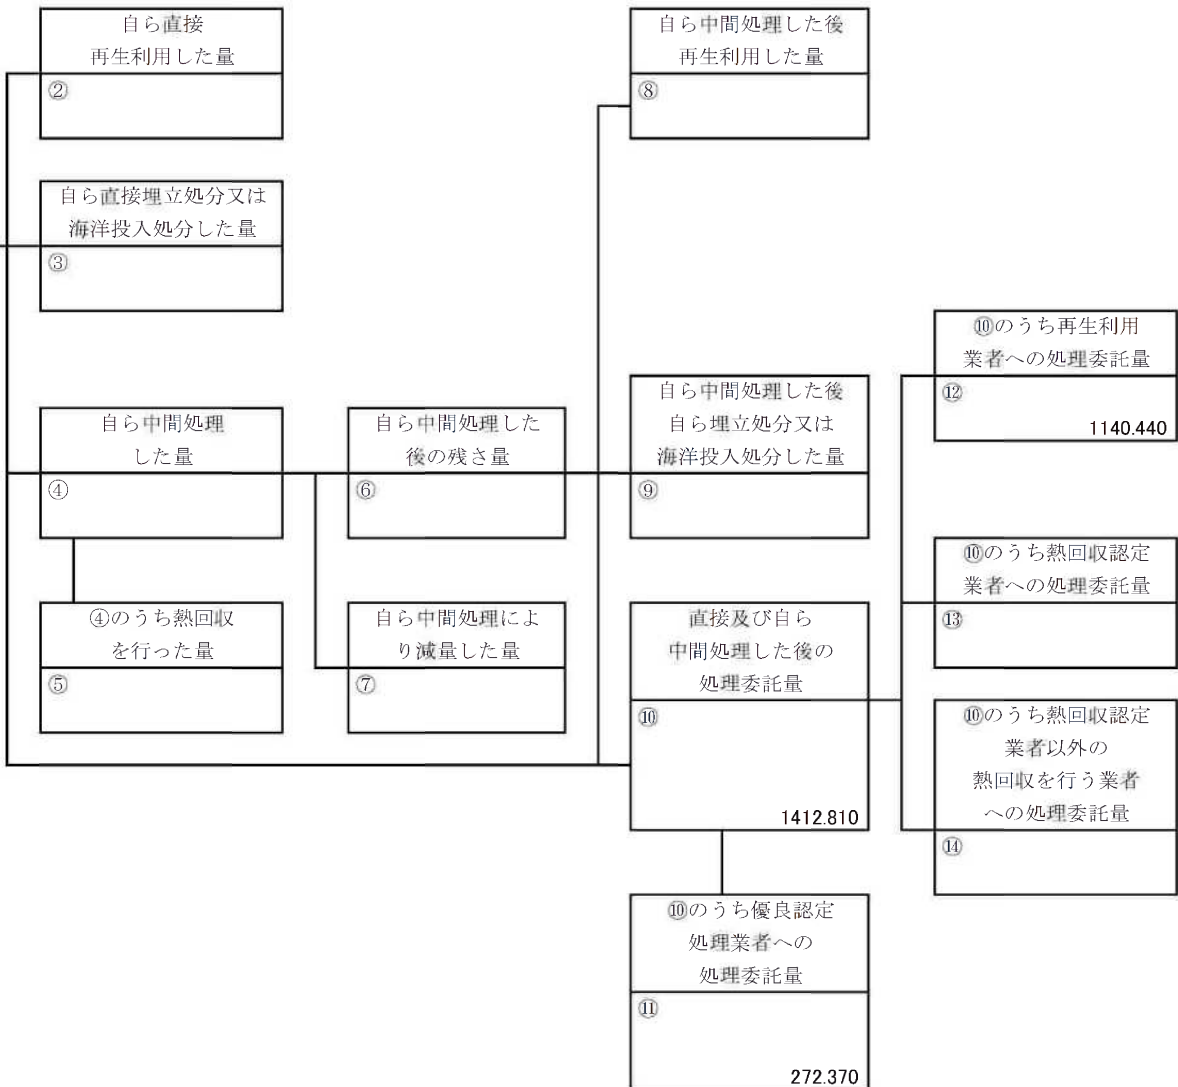 自ら直接
再生利用した量
②
自ら中間処理した後
再生利用した量
⑧
自ら直接埋立処分又は
海洋投入処分した量
③
⑩のうち再生利用
業者への処理委託量
⑫
1140.440
自ら中間処理
した量
④
自ら中間処理した
後の残さ量
⑥
自ら中間処理した後
自ら埋立処分又は
海洋投入処分した量
⑨
⑩のうち熱回収認定
業者への処理委託量
⑬
④のうち熱回収
を行った量
⑤
自ら中間処理によ
り減量した量
⑦
直接及び自ら
中間処理した後の
処理委託量
⑩
1412.810
⑩のうち熱回収認定
業者以外の
熱回収を行う業者
への処理委託量
⑭
⑩のうち優良認定
処理業者への
処理委託量
⑪
272.370